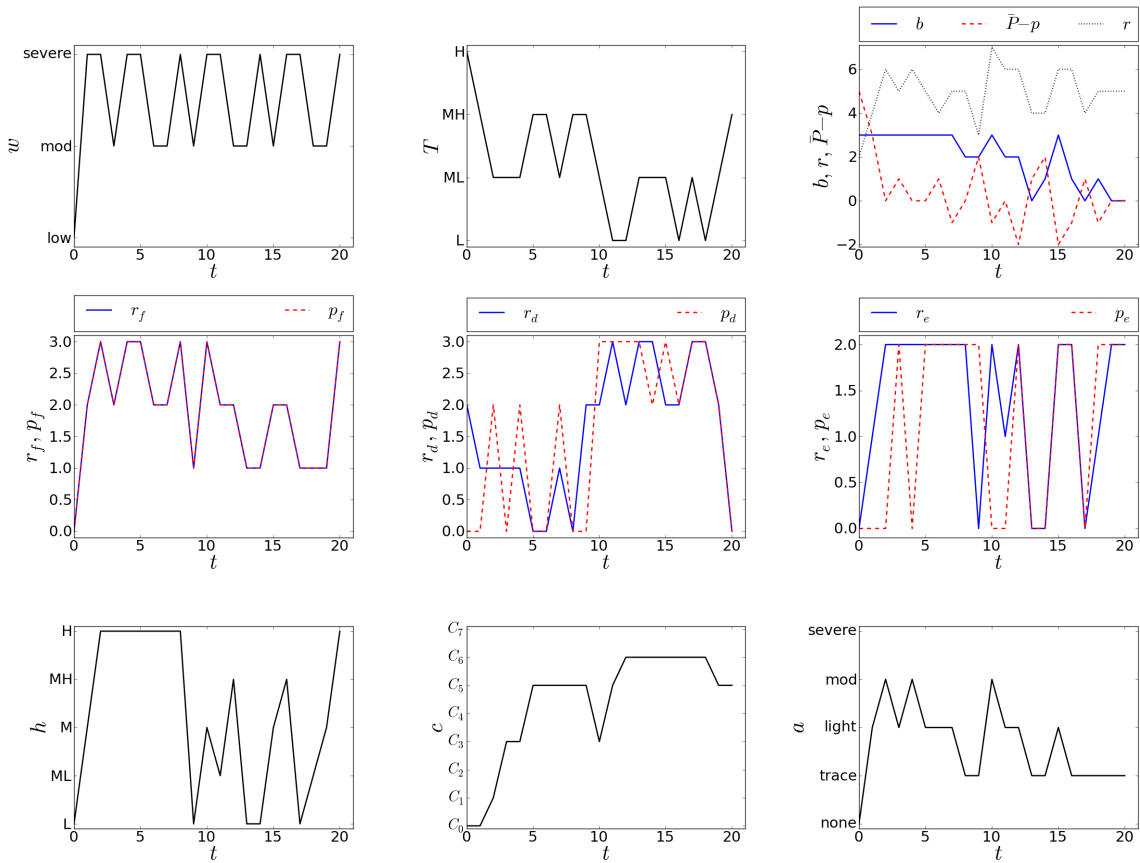 b P̄−p r
severe
mod
low
w
0 5 10 15 20
t
H
MH
ML
L
T
0 5 10 15 20
t
6
4
2
0
−2
b, r, P̄−p
0 5 10 15 20
t
r_f p_f
3.0
2.5
2.0
1.5
1.0
0.5
0.0
r_f, p_f
0 5 10 15 20
t
r_d p_d
3.0
2.5
2.0
1.5
1.0
0.5
0.0
r_d, p_d
0 5 10 15 20
t
r_e p_e
2.0
1.5
1.0
0.5
0.0
r_e, p_e
0 5 10 15 20
t
H
MH
M
ML
L
h
0 5 10 15 20
t
C_7
C_6
C_5
C_4
C_3
C_2
C_1
C_0
c
0 5 10 15 20
t
severe
mod
light
trace
none
a
0 5 10 15 20
t